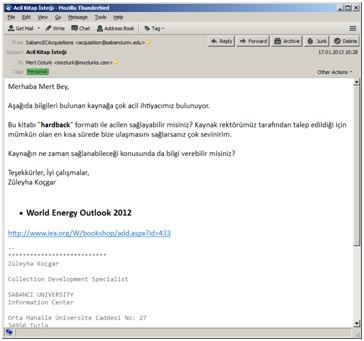 Acil Kitap İsteği - Mozilla Thunderbird
File Edit View Go Message Tools Help
Get Mail Write Chat Address Book Tag
From SabancıICAcquisitions <acquisition@sabanciuniv.edu>
Reply Forward Archive Junk Delete
Subject Acil Kitap İsteği
17.01.2013 10:28
To Mert Öztürk <mozturk@nozturks.com>
Tags Personal
Other Actions
Merhaba Mert Bey,
Aşağıda bilgileri bulunan kaynağa çok acil ihtiyacımız bulunuyor.
Bu kitabı "hardback" formatı ile acilen sağlayabilir misiniz? Kaynak rektörümüz tarafından talep edildiği için
mümkün olan en kısa sürede bize ulaşmasını sağlarsanız çok sevinirim.
Kaynağın ne zaman sağlanabileceği konusunda da bilgi verebilir misiniz?
Teşekkürler, İyi çalışmalar,
Züleyha Koçgar
• World Energy Outlook 2012
http://www.iea.org/W/bookshop/add.aspx?id=433
--
***************************
Züleyha Koçgar
Collection Development Specialist
SABANCI UNIVERSITY
Information Center
Orta Mahalle Üniversite Caddesi No: 27
34956 Tuzla